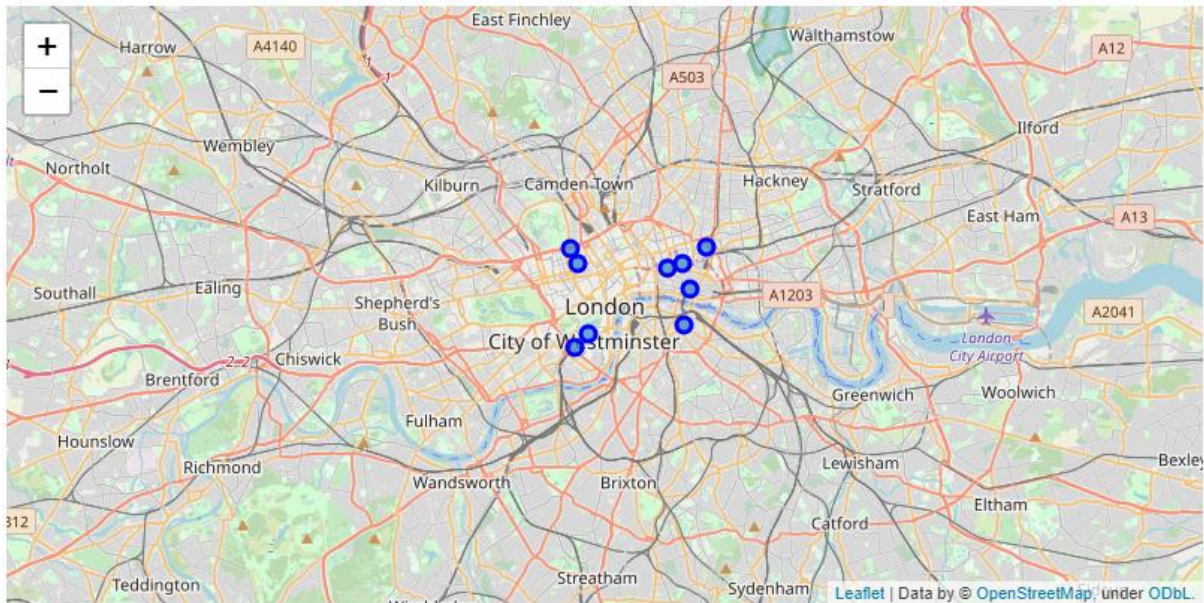 East Finchley
+
Harrow
A4140
Walthamstow
A12
A503
−
Ilford
Wembley
Northolt
Kilburn
Camden Town
Hackney
Stratford
East Ham
A13
Southall
Ealing
Shepherd's
Bush
London
A1203
A2041
City of Westminster
London
City Airport
Chiswick
Brentford
Greenwich
Woolwich
Fulham
Hounslow
Richmond
Wandsworth
Brixton
Lewisham
Bexley
Eltham
312
Catford
Teddington
Streatham
Sydenham
Leaflet | Data by © OpenStreetMap, under ODbL.